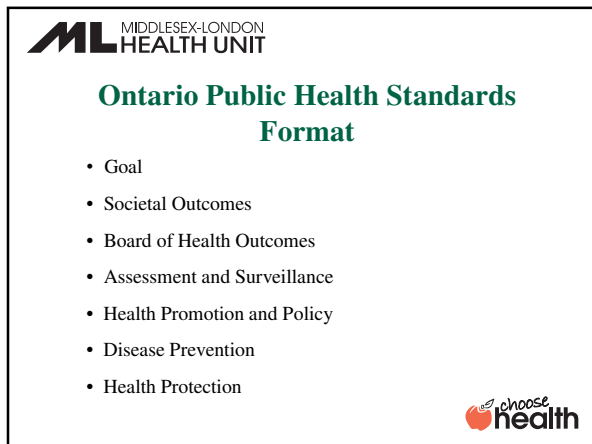 ML MIDDLESEX-LONDON
HEALTH UNIT
Ontario Public Health Standards
Format
• Goal
• Societal Outcomes
• Board of Health Outcomes
• Assessment and Surveillance
• Health Promotion and Policy
• Disease Prevention
• Health Protection
choose
health